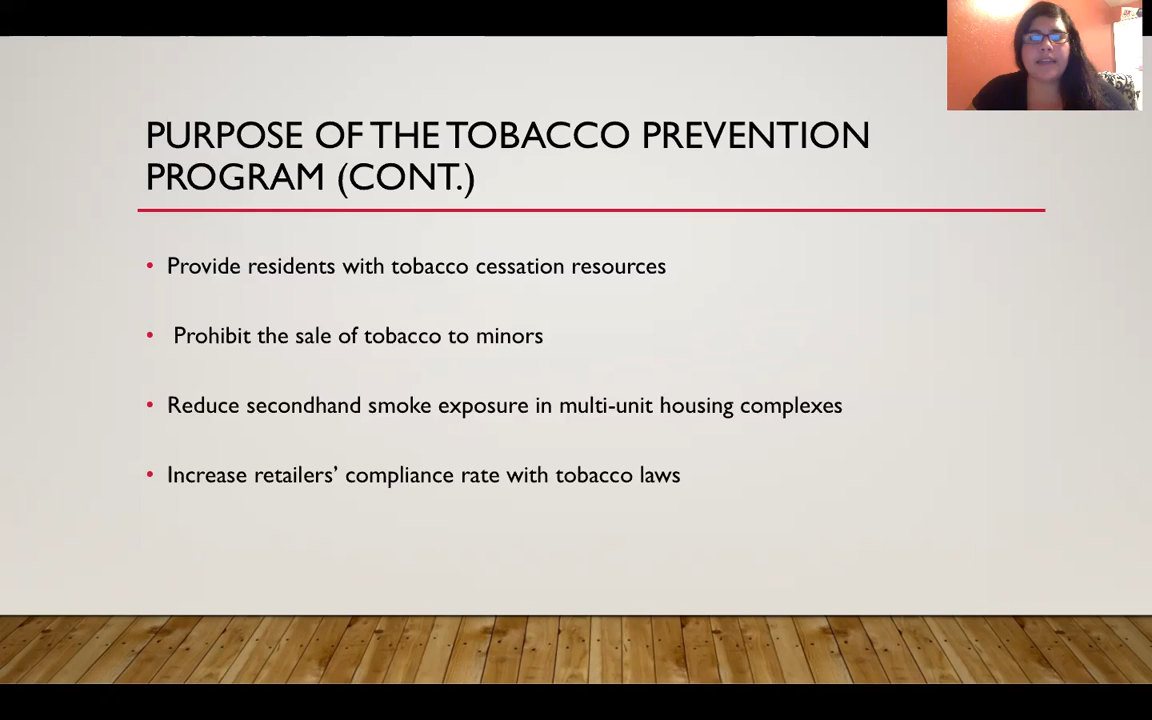 PURPOSE OF THE TOBACCO PREVENTION
PROGRAM (CONT.)
• Provide residents with tobacco cessation resources
• Prohibit the sale of tobacco to minors
• Reduce secondhand smoke exposure in multi-unit housing complexes
• Increase retailers’ compliance rate with tobacco laws